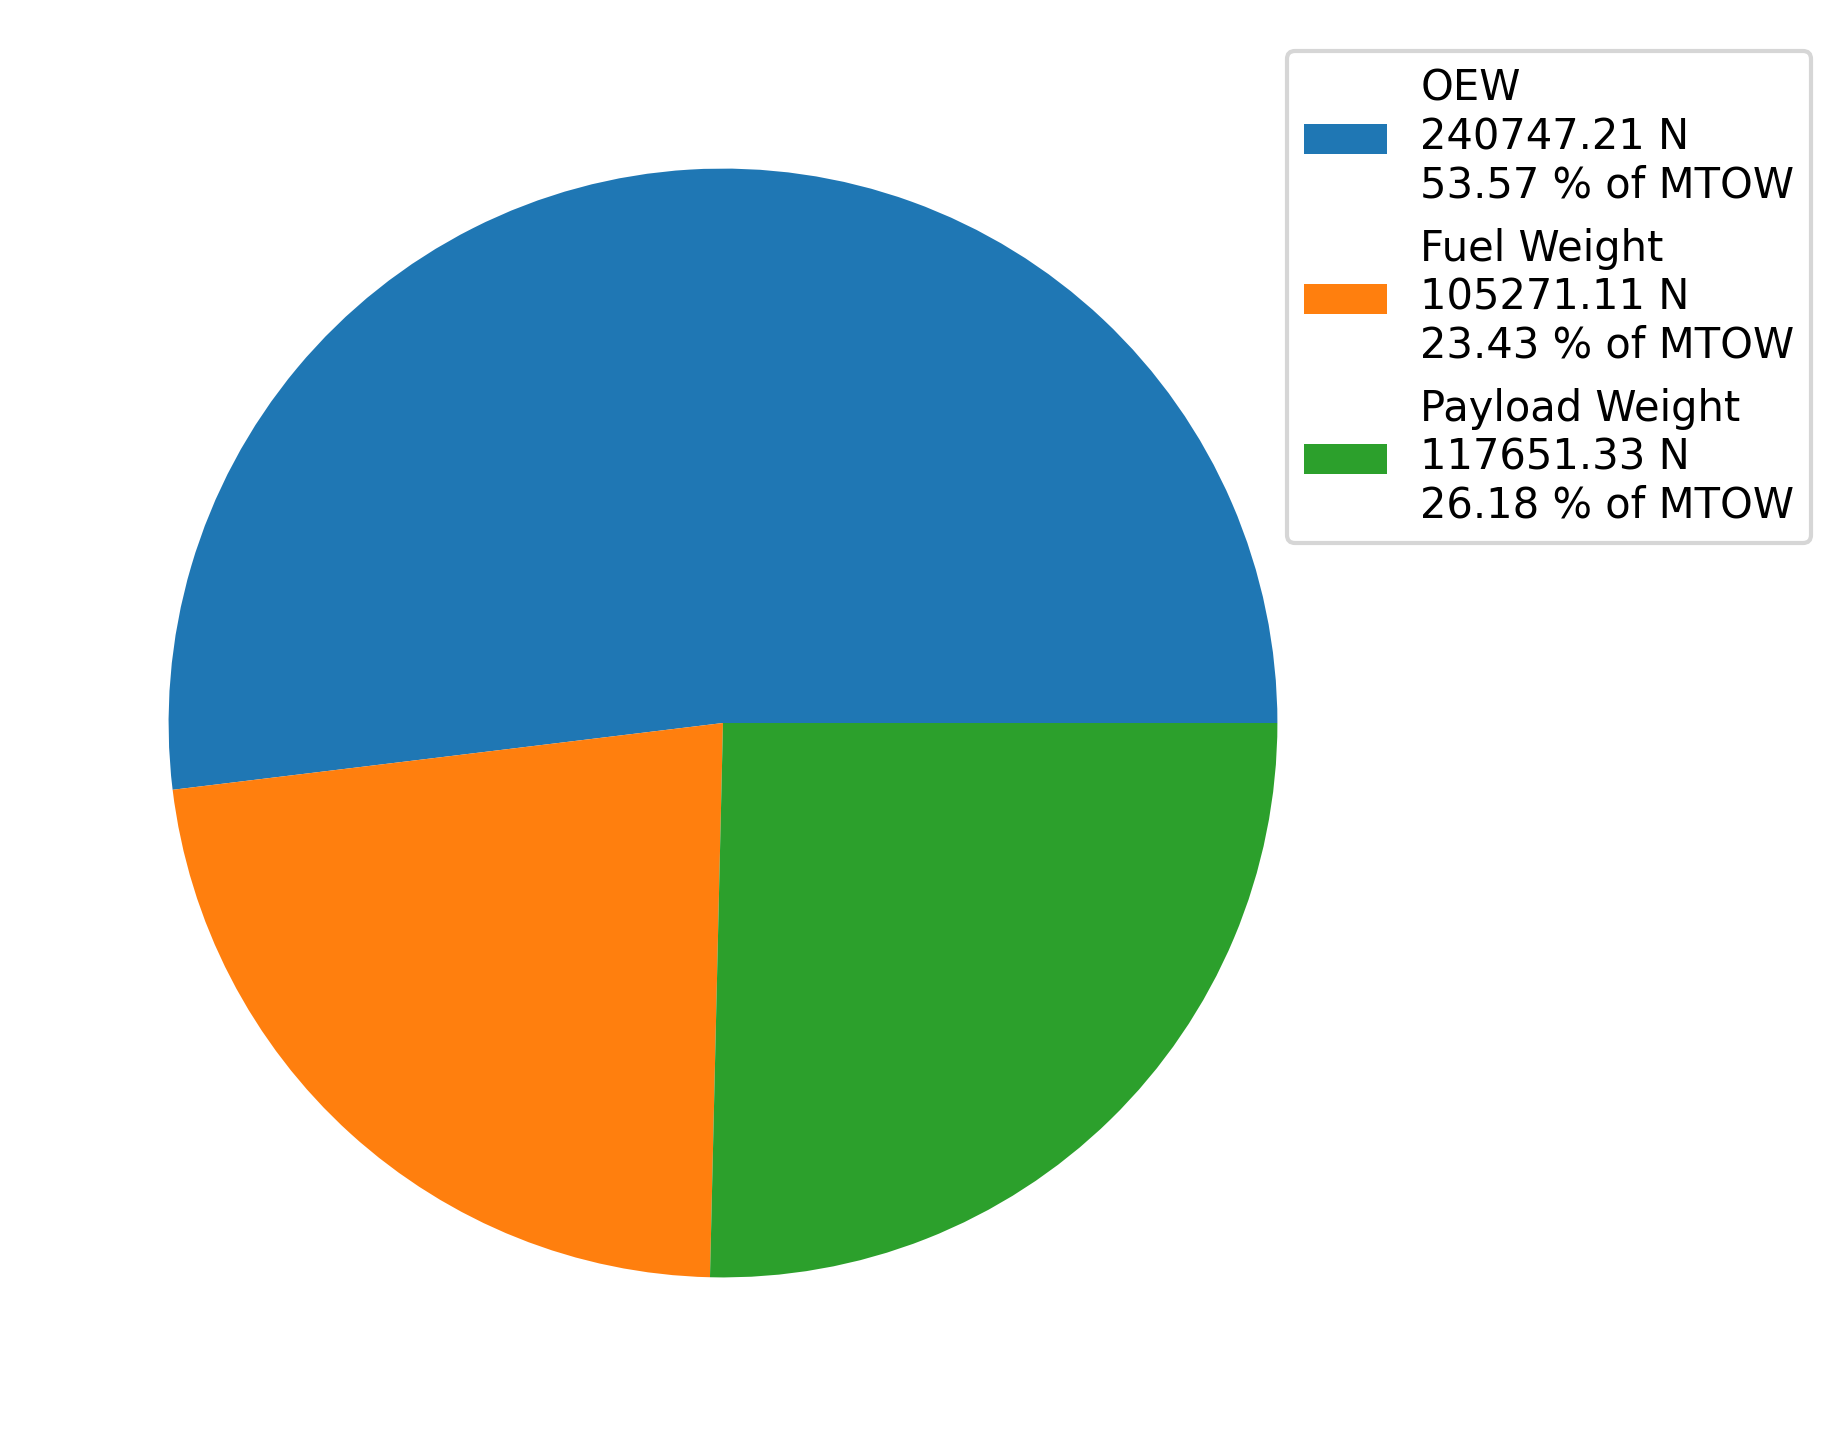 OEW
240747.21 N
53.57 % of MTOW
Fuel Weight
105271.11 N
23.43 % of MTOW
Payload Weight
117651.33 N
26.18 % of MTOW